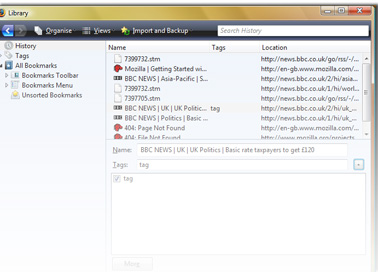 Library
Organise Views Import and Backup Search History
History
Tags
All Bookmarks
Bookmarks Toolbar
Bookmarks Menu
Unsorted Bookmarks
Name Tags Location
7399732.stm http://news.bbc.co.uk/go/rss/-/...
Mozilla | Getting Started wi... http://en-gb.www.mozilla.com/...
BBC NEWS | Asia-Pacific | S... http://news.bbc.co.uk/2/hi/asia...
7399732.stm http://news.bbc.co.uk/1/hi/worl...
7397705.stm http://news.bbc.co.uk/go/rss/-/...
BBC NEWS | UK | UK Politic... tag http://news.bbc.co.uk/2/hi/uk_...
BBC NEWS | Politics | Basic ... http://news.bbc.co.uk/1/hi/uk_...
404: Page Not Found http://en-gb.www.mozilla.com/...
404: File Not Found http://www.mozilla.org/projects
Name: BBC NEWS | UK | UK Politics | Basic rate taxpayers to get £120
Tags: tag
tag